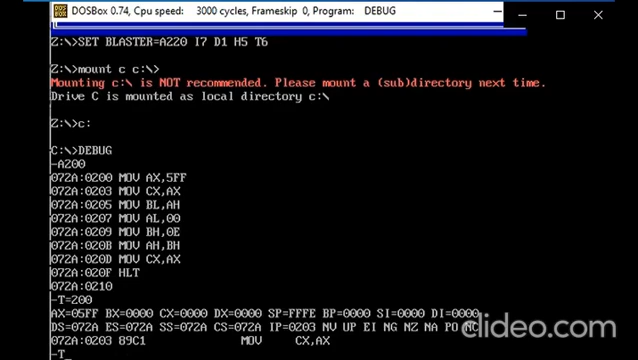 DOSBox 0.74, Cpu speed: 3000 cycles, Frameskip 0, Program: DEBUG
Z:\>SET BLASTER=A220 I7 D1 H5 T6
Z:\>mount c c:\>
Mounting c:\ is NOT recommended. Please mount a (sub)directory next time.
Drive C is mounted as local directory c:\
Z:\>c:
C:\>DEBUG
-A200
072A:0200 MOV AX,5FF
072A:0203 MOV CX,AX
072A:0205 MOV BL,AH
072A:0207 MOV AL,00
072A:0209 MOV BH,0E
072A:020B MOV AH,BH
072A:020D MOV CX,AX
072A:020F HLT
072A:0210
-T=200
AX=05FF BX=0000 CX=0000 DX=0000 SP=FFFE BP=0000 SI=0000 DI=0000
DS=072A ES=072A SS=072A CS=072A IP=0203 NV UP EI NG NZ NA PO NC
072A:0203 89C1 MOV CX,AX
-T_
clideo.com